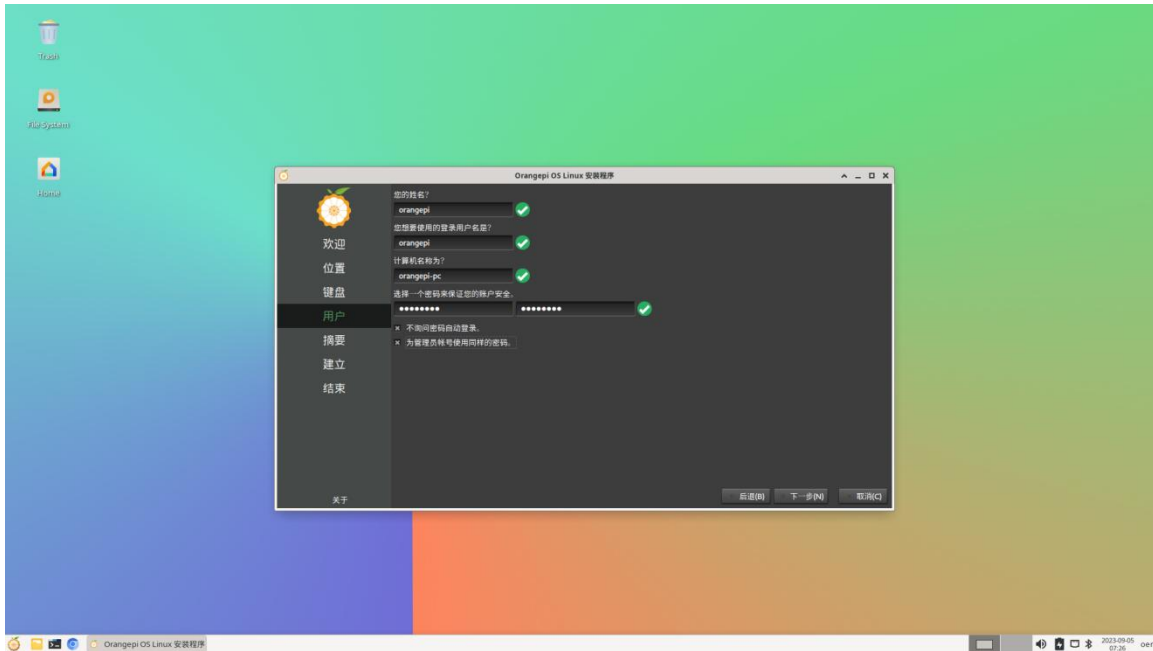 Trash
File System
Home
Orangepi OS Linux 安装程序
欢迎
位置
键盘
用户
摘要
建立
结束
关于
您的姓名?
orangepi
您想要使用的登录用户名是?
orangepi
计算机名称为?
orangepi-pc
选择一个密码来保证您的账户安全。
●●●●●●●● ●●●●●●●●
不询问密码自动登录。
为管理员帐号使用同样的密码。
后退(B) 下一步(N) 取消(C)
Orangepi OS Linux 安装程序
2023-09-05
07:26
oer